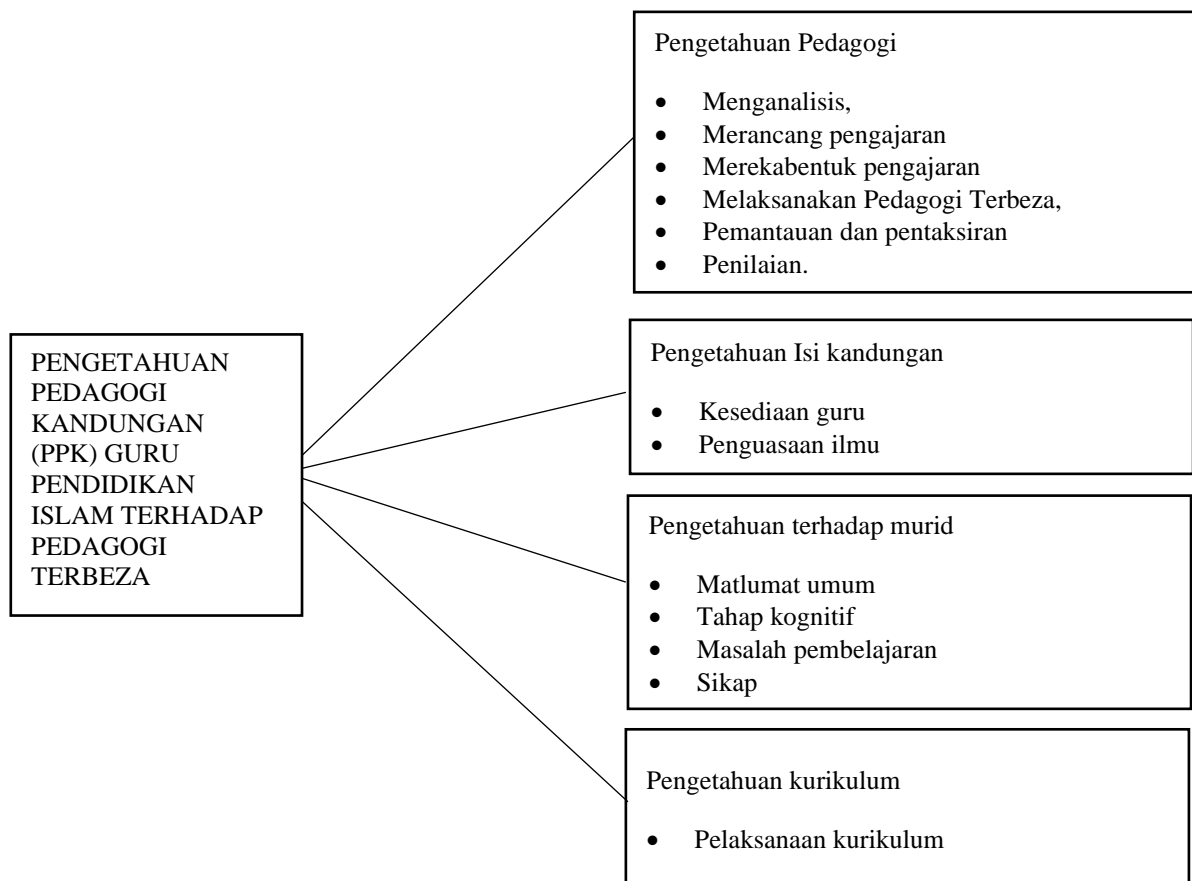 Pengetahuan Pedagogi
• Menganalisis,
• Merancang pengajaran
• Merekabentuk pengajaran
• Melaksanakan Pedagogi Terbeza,
• Pemantauan dan pentaksiran
• Penilaian.
PENGETAHUAN
PEDAGOGI
KANDUNGAN
(PPK) GURU
PENDIDIKAN
ISLAM TERHADAP
PEDAGOGI
TERBEZA
Pengetahuan Isi kandungan
• Kesediaan guru
• Penguasaan ilmu
Pengetahuan terhadap murid
• Matlumat umum
• Tahap kognitif
• Masalah pembelajaran
• Sikap
Pengetahuan kurikulum
• Pelaksanaan kurikulum